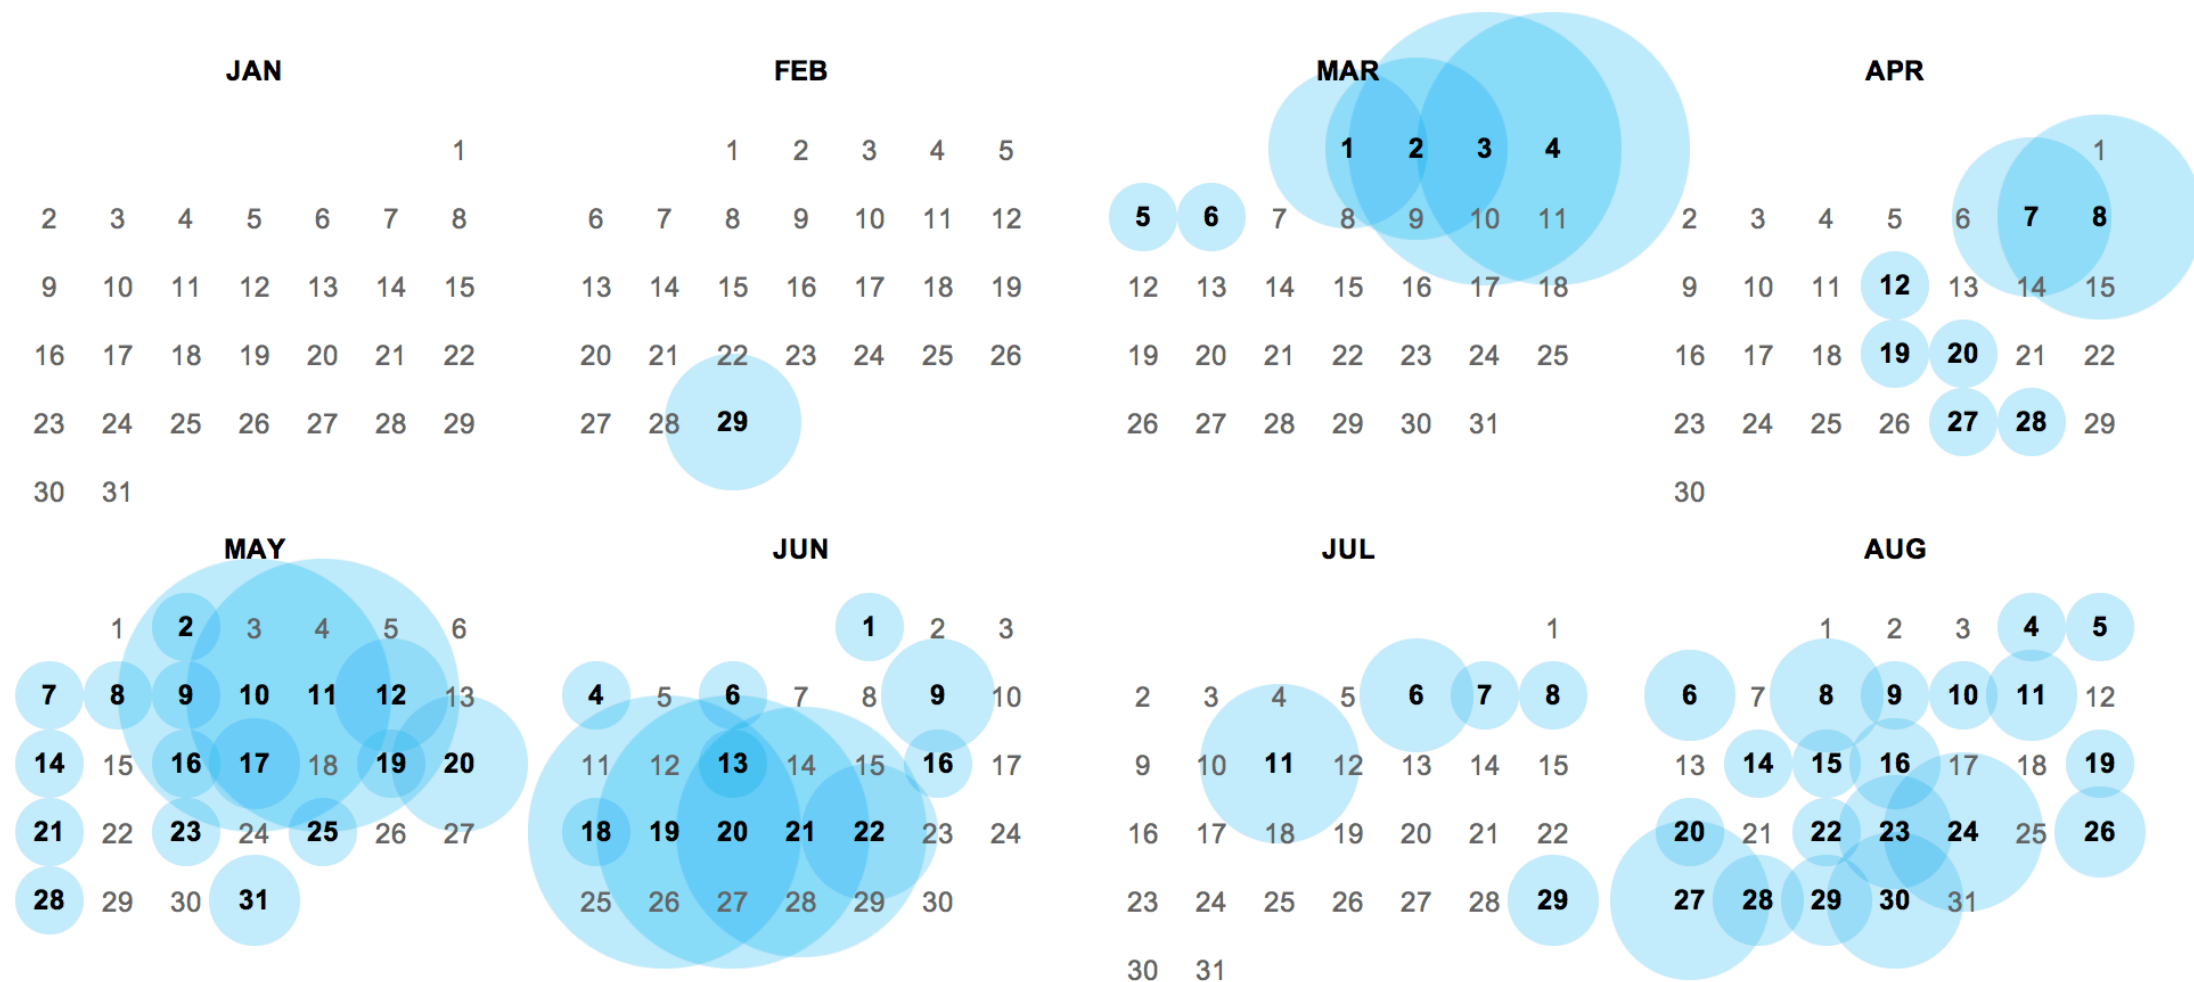 JAN FEB MAR APR
1 1 2 3 4 5 1 2 3 4 1
2 3 4 5 6 7 8 6 7 8 9 10 11 12 5 6 7 8 9 10 11 2 3 4 5 6 7 8
9 10 11 12 13 14 15 13 14 15 16 17 18 19 12 13 14 15 16 17 18 9 10 11 12 13 14 15
16 17 18 19 20 21 22 20 21 22 23 24 25 26 19 20 21 22 23 24 25 16 17 18 19 20 21 22
23 24 25 26 27 28 29 27 28 29 26 27 28 29 30 31 23 24 25 26 27 28 29
30 31 30
MAY JUN JUL AUG
1 2 3 4 5 6 1 2 3 1 1 2 3 4 5
7 8 9 10 11 12 13 4 5 6 7 8 9 10 2 3 4 5 6 7 8 6 7 8 9 10 11 12
14 15 16 17 18 19 20 11 12 13 14 15 16 17 9 10 11 12 13 14 15 13 14 15 16 17 18 19
21 22 23 24 25 26 27 18 19 20 21 22 23 24 16 17 18 19 20 21 22 20 21 22 23 24 25 26
28 29 30 31 25 26 27 28 29 30 23 24 25 26 27 28 29 27 28 29 30 31
30 31